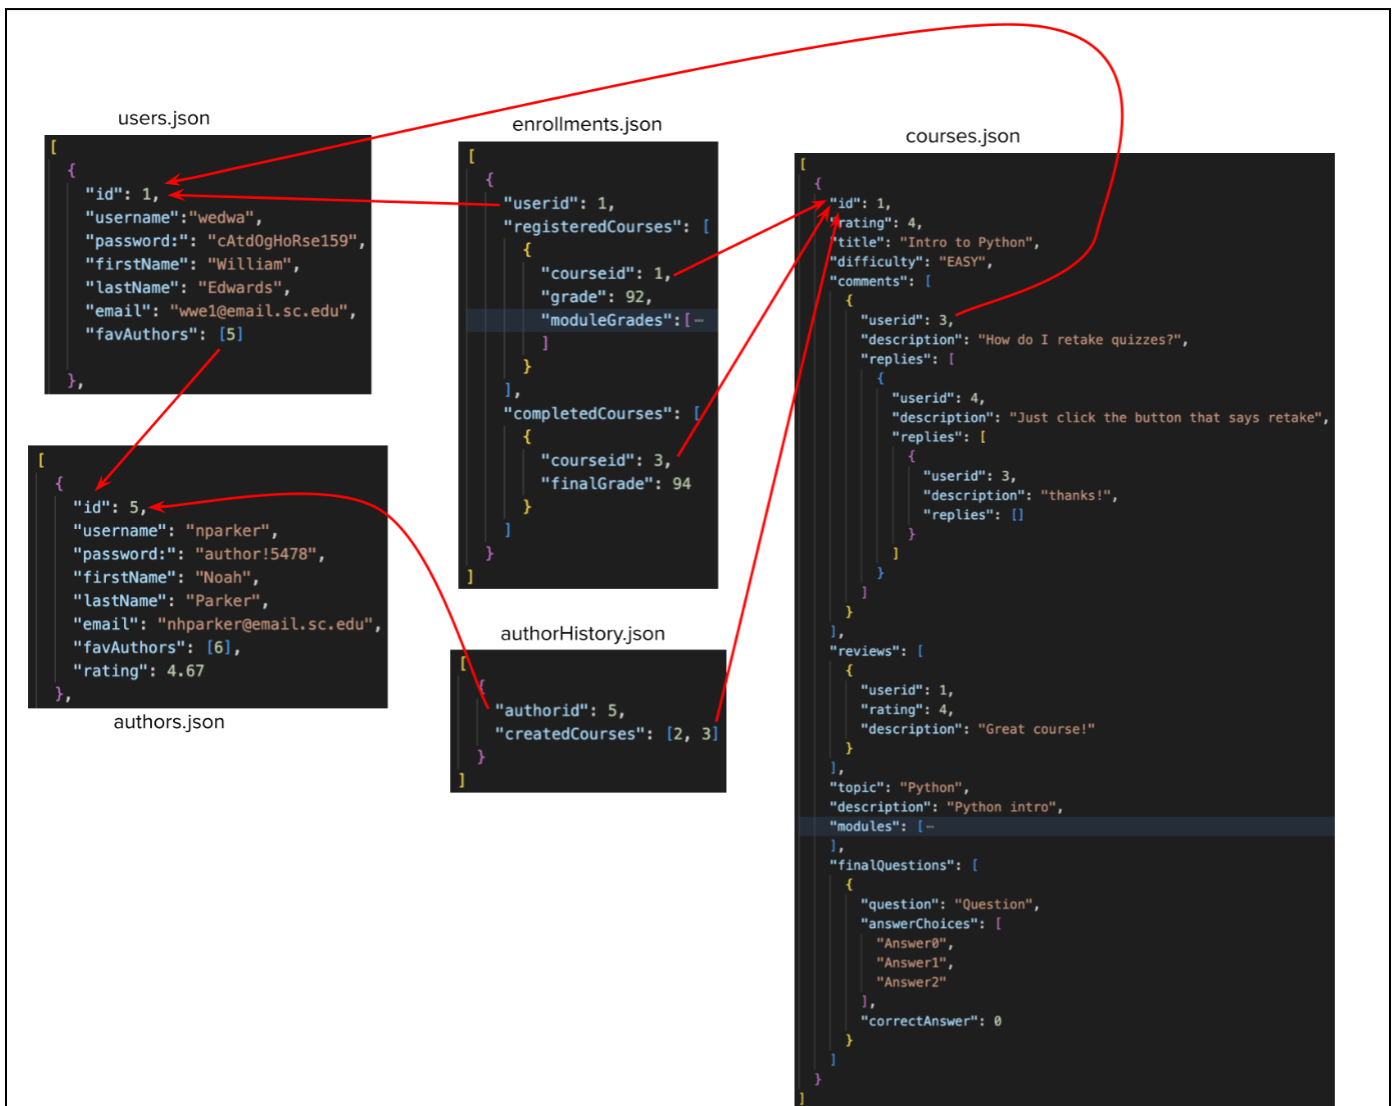 users.json
[
{
"id": 1,
"username":"wedwa",
"password:": "cAtdOgHoRse159",
"firstName": "William",
"lastName": "Edwards",
"email": "wwe1@email.sc.edu",
"favAuthors": [5]
},
[
{
"id": 5,
"username": "nparker",
"password:": "author!5478",
"firstName": "Noah",
"lastName": "Parker",
"email": "nhparker@email.sc.edu",
"favAuthors": [6],
"rating": 4.67
},
authors.json
enrollments.json
[
{
"userid": 1,
"registeredCourses": [
{
"courseid": 1,
"grade": 92,
"moduleGrades":[⋯
]
}
],
"completedCourses": [
{
"courseid": 3,
"finalGrade": 94
}
]
}
]
authorHistory.json
[
{
"authorid": 5,
"createdCourses": [2, 3]
}
]
courses.json
[
{
"id": 1,
"rating": 4,
"title": "Intro to Python",
"difficulty": "EASY",
"comments": [
{
"userid": 3,
"description": "How do I retake quizzes?",
"replies": [
{
"userid": 4,
"description": "Just click the button that says retake",
"replies": [
{
"userid": 3,
"description": "thanks!",
"replies": []
}
]
}
]
}
],
"reviews": [
{
"userid": 1,
"rating": 4,
"description": "Great course!"
}
],
"topic": "Python",
"description": "Python intro",
"modules": [⋯
],
"finalQuestions": [
{
"question": "Question",
"answerChoices": [
"Answer0",
"Answer1",
"Answer2"
],
"correctAnswer": 0
}
]
}
]